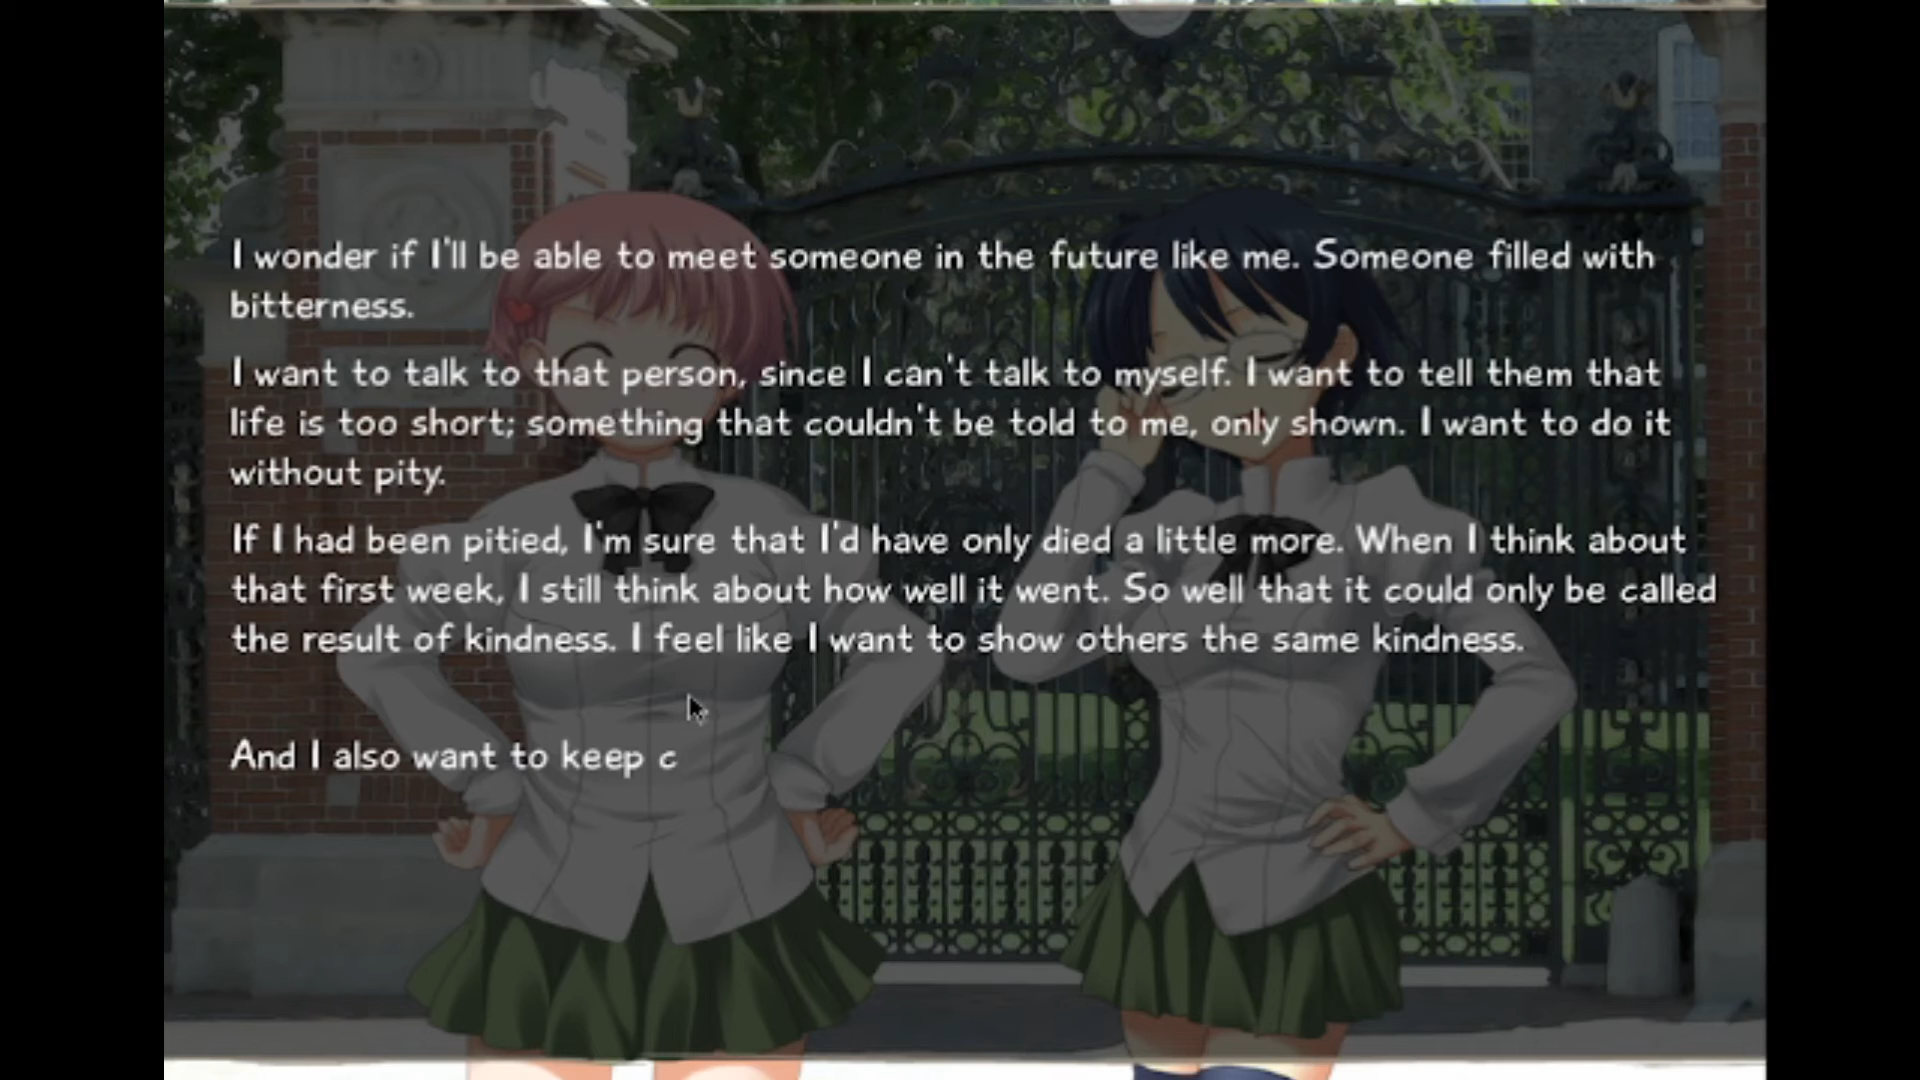 I wonder if I'll be able to meet someone in the future like me. Someone filled with
bitterness.
I want to talk to that person, since I can't talk to myself. I want to tell them that
life is too short; something that couldn't be told to me, only shown. I want to do it
without pity.
If I had been pitied, I'm sure that I'd have only died a little more. When I think about
that first week, I still think about how well it went. So well that it could only be called
the result of kindness. I feel like I want to show others the same kindness.
And I also want to keep c